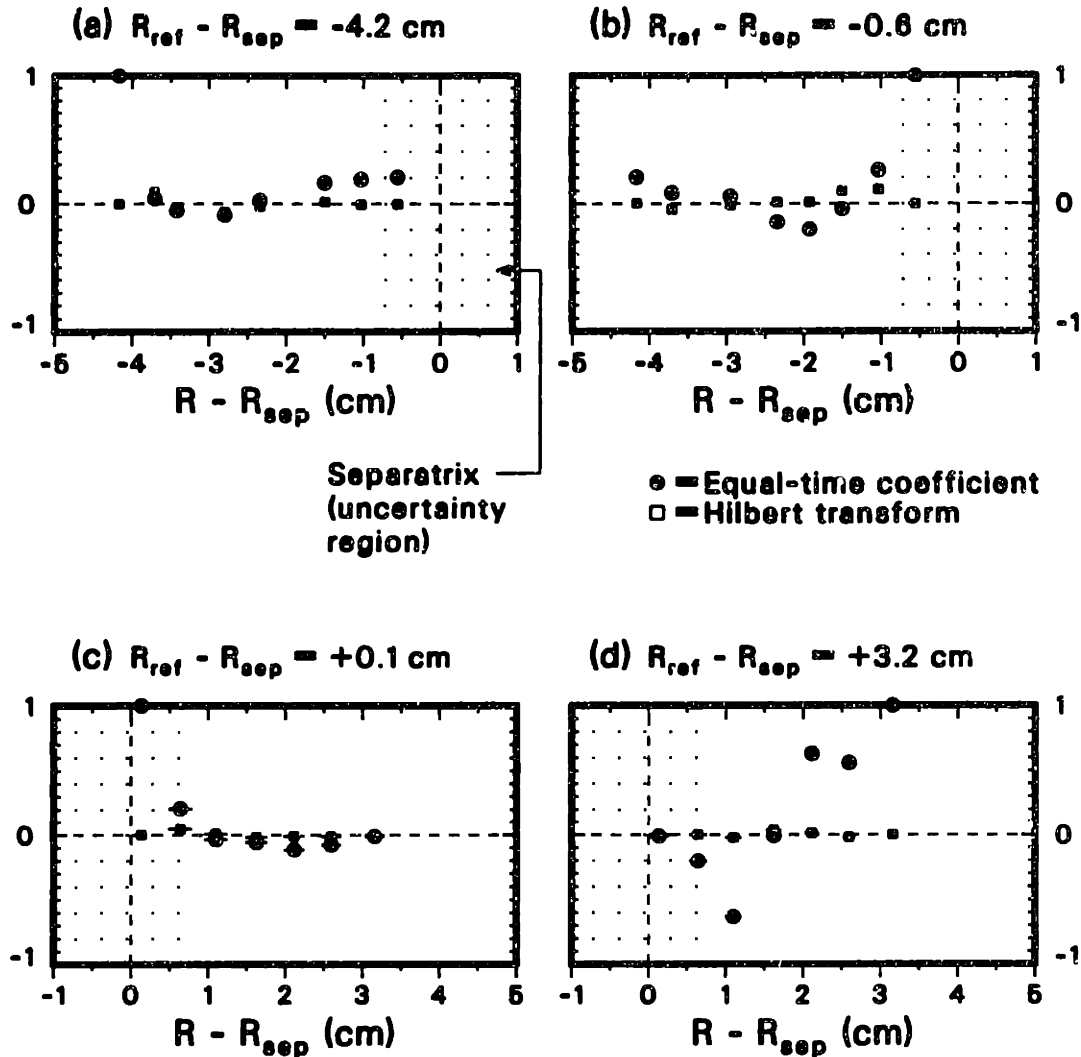 (a) R_ref - R_sep = -4.2 cm
(b) R_ref - R_sep = -0.6 cm
1
0
-1
-5 -4 -3 -2 -1 0 1
R - R_sep (cm)
1
0
-1
-5 -4 -3 -2 -1 0 1
R - R_sep (cm)
Separatrix
(uncertainty
region)
= Equal-time coefficient
= Hilbert transform
(c) R_ref - R_sep = +0.1 cm
(d) R_ref - R_sep = +3.2 cm
1
0
-1
-1 0 1 2 3 4 5
R - R_sep (cm)
1
0
-1
-1 0 1 2 3 4 5
R - R_sep (cm)